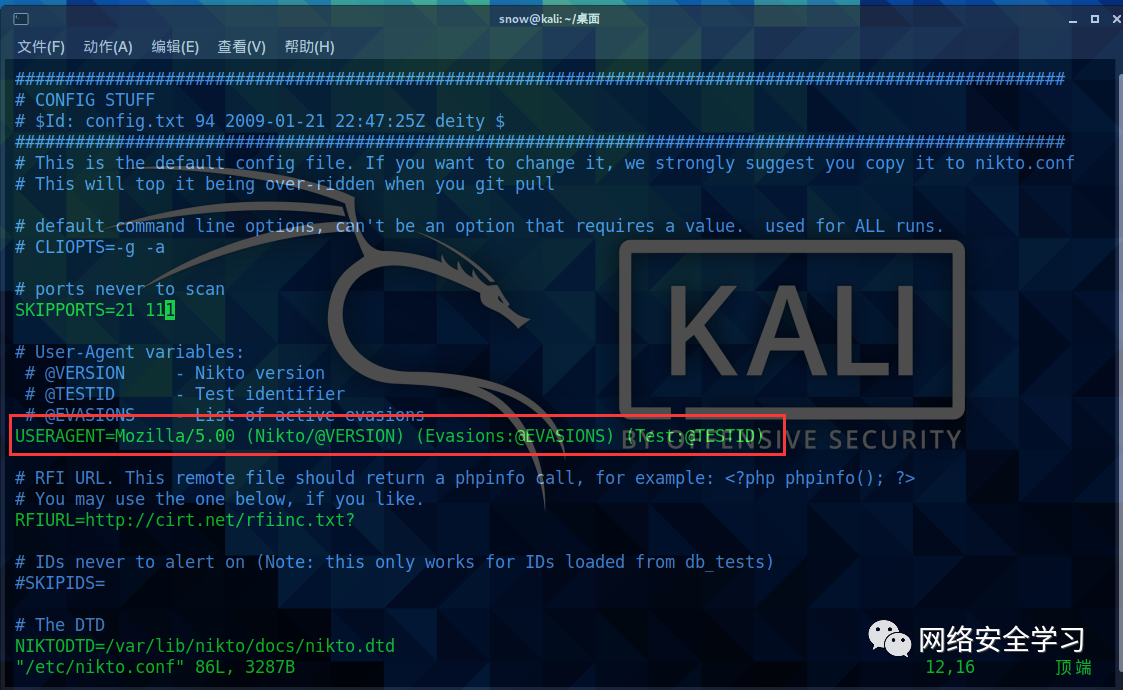 snow@kali: ~/桌面
文件(F) 动作(A) 编辑(E) 查看(V) 帮助(H)
#########################################################################################################
# CONFIG STUFF
# $Id: config.txt 94 2009-01-21 22:47:25Z deity $
#########################################################################################################
# This is the default config file. If you want to change it, we strongly suggest you copy it to nikto.conf
# This will top it being over-ridden when you git pull
# default command line options, can't be an option that requires a value.  used for ALL runs.
# CLIOPTS=-g -a
# ports never to scan
SKIPPORTS=21 111
# User-Agent variables:
# @VERSION     - Nikto version
# @TESTID      - Test identifier
# @EVASIONS    - List of active evasions
USERAGENT=Mozilla/5.00 (Nikto/@VERSION) (Evasions:@EVASIONS) (Test:@TESTID)
# RFI URL. This remote file should return a phpinfo call, for example: <?php phpinfo(); ?>
# You may use the one below, if you like.
RFIURL=http://cirt.net/rfiinc.txt?
# IDs never to alert on (Note: this only works for IDs loaded from db_tests)
#SKIPIDS=
# The DTD
NIKTODTD=/var/lib/nikto/docs/nikto.dtd
"/etc/nikto.conf" 86L, 3287B
12,16
顶端
KALI
BY OFFENSIVE SECURITY
网络安全学习